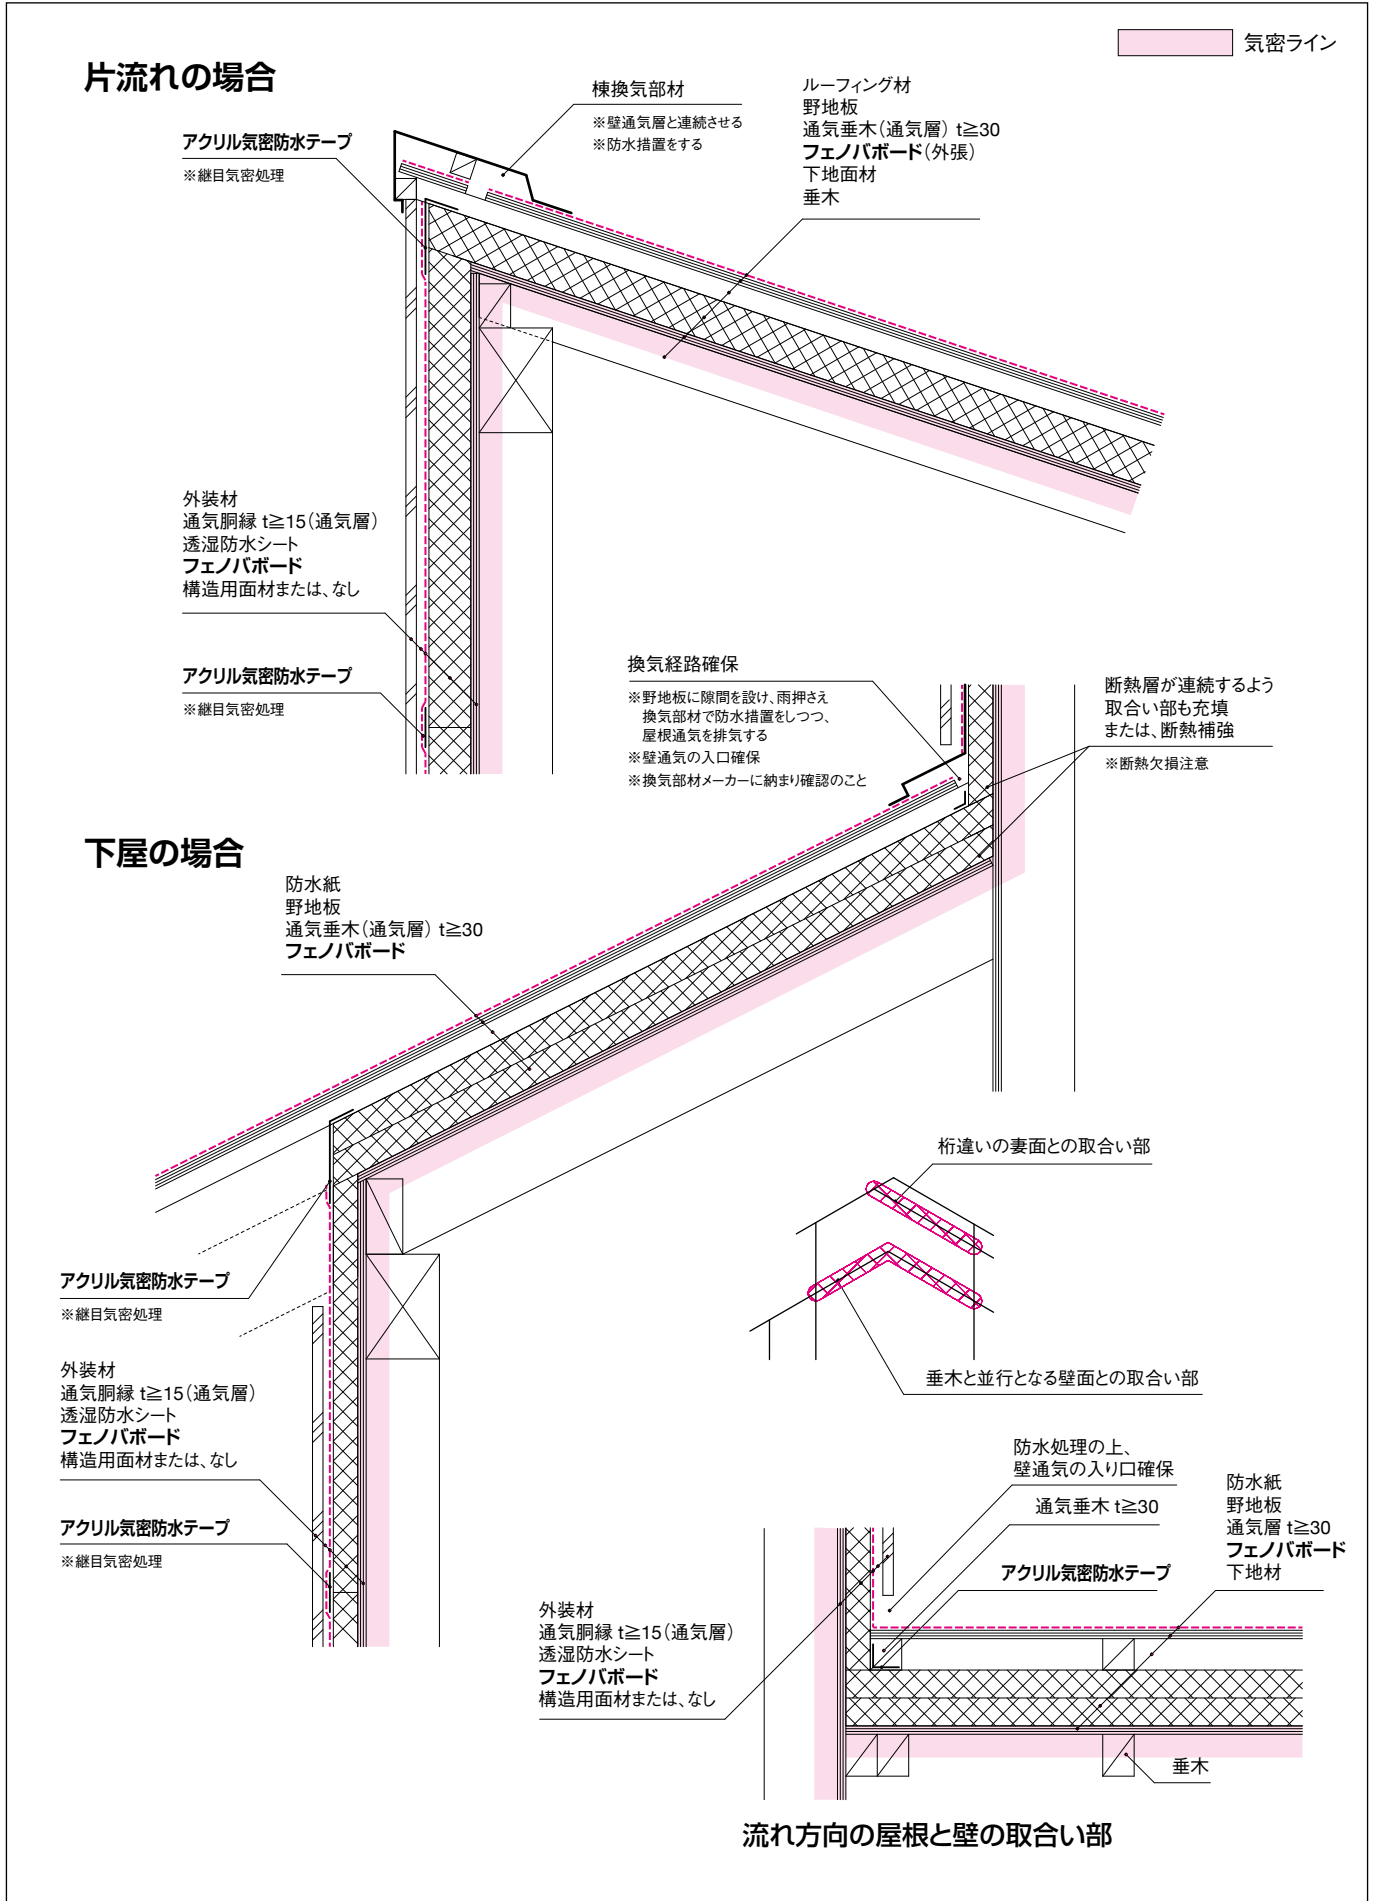 気密ライン
片流れの場合
棟換気部材
※壁通気層と連続させる
※防水措置をする
ルーフィング材
野地板
通気垂木(通気層) t≧30
フェノバボード(外張)
下地面材
垂木
アクリル気密防水テープ
※継目気密処理
外装材
通気胴縁 t≧15(通気層)
透湿防水シート
フェノバボード
構造用面材または、なし
アクリル気密防水テープ
※継目気密処理
換気経路確保
※野地板に隙間を設け、雨押さえ
換気部材で防水措置をしつつ、
屋根通気を排気する
※壁通気の入口確保
※換気部材メーカーに納まり確認のこと
断熱層が連続するよう
取合い部も充填
または、断熱補強
※断熱欠損注意
下屋の場合
防水紙
野地板
通気垂木(通気層) t≧30
フェノバボード
桁違いの妻面との取合い部
アクリル気密防水テープ
※継目気密処理
垂木と並行となる壁面との取合い部
外装材
通気胴縁 t≧15(通気層)
透湿防水シート
フェノバボード
構造用面材または、なし
アクリル気密防水テープ
※継目気密処理
防水処理の上、
壁通気の入り口確保
通気垂木 t≧30
アクリル気密防水テープ
防水紙
野地板
通気層 t≧30
フェノバボード
下地材
外装材
通気胴縁 t≧15(通気層)
透湿防水シート
フェノバボード
構造用面材または、なし
垂木
流れ方向の屋根と壁の取合い部